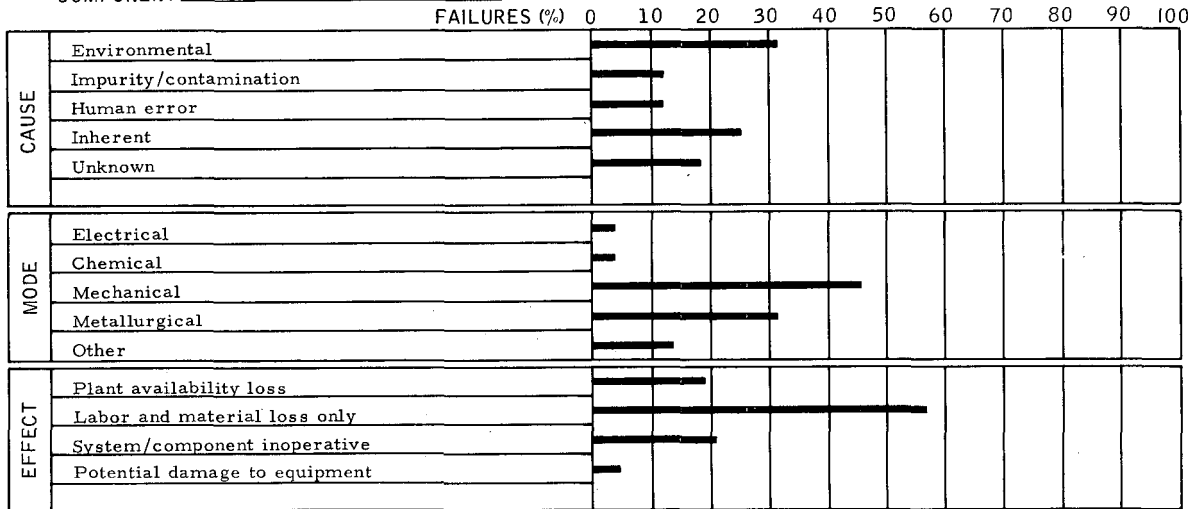 FAILURES (%) 0 10 20 30 40 50 60 70 80 90 100
CAUSE
Environmental
Impurity/contamination
Human error
Inherent
Unknown
MODE
Electrical
Chemical
Mechanical
Metallurgical
Other
EFFECT
Plant availability loss
Labor and material loss only
System/component inoperative
Potential damage to equipment